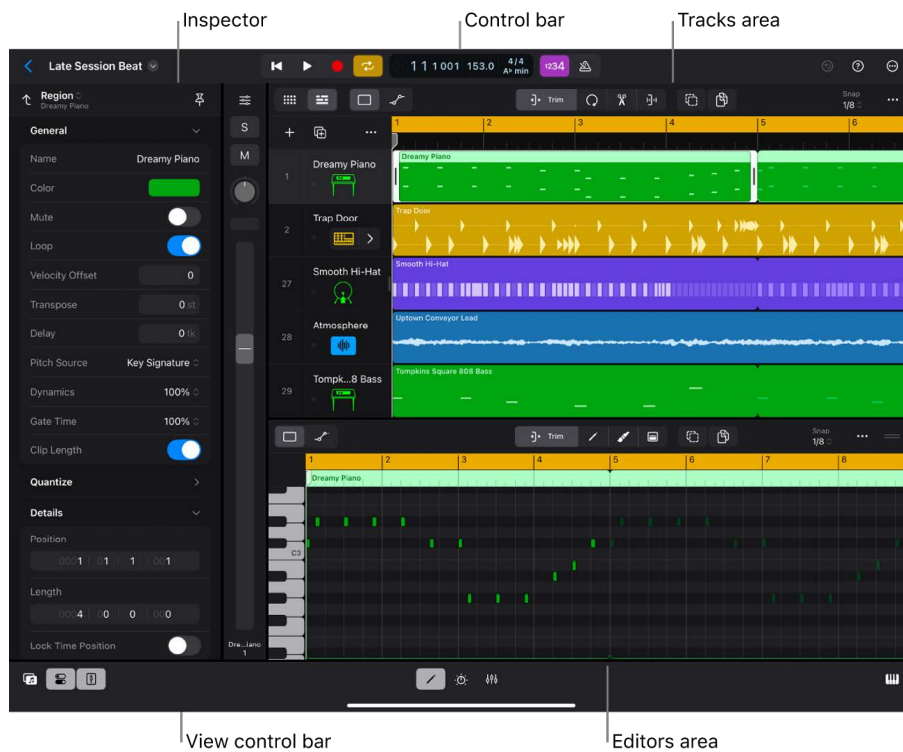 Inspector
Control bar
Tracks area
Late Session Beat
1 1 1 001 153.0 4/4 A♭ min
1234
Region
Dreamy Piano
Trim
Snap
1/8
General
S
1 2 3 4 5 6
Name Dreamy Piano
M
Dreamy Piano
1
Dreamy Piano
Color
Mute
Trap Door
2
Trap Door
Loop
Velocity Offset 0
Smooth Hi-Hat
27
Smooth Hi-Hat
Transpose 0 st
Delay 0 tk
Atmosphere
28
Uptown Conveyor Lead
Pitch Source Key Signature
Tompk...8 Bass
29
Tompkins Square 808 Bass
Dynamics 100%
Gate Time 100%
Clip Length
Trim
Snap
1/8
1 2 3 4 5 6 7 8
Dreamy Piano
Quantize
Details
Position
0001 01 1 001
C3
Length
0004 00 0 000
Lock Time Position
Dre...iano
1
View control bar
Editors area